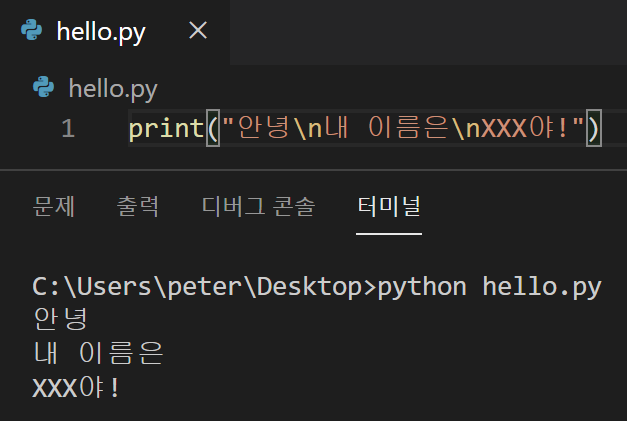 hello.py
hello.py
1 print("안녕\n내 이름은\nXXX야!")
문제 출력 디버그 콘솔 터미널
C:\Users\peter\Desktop>python hello.py
안녕
내 이름은
XXX야!